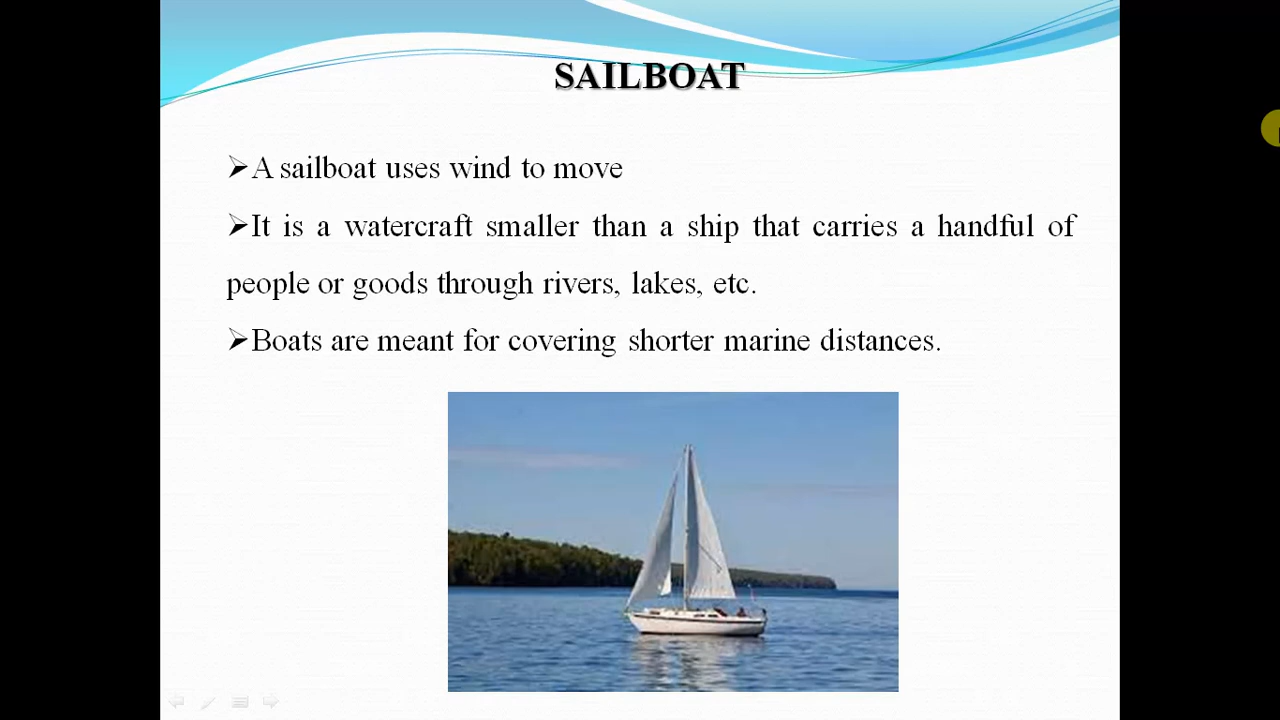 SAILBOAT
➢A sailboat uses wind to move
➢It is a watercraft smaller than a ship that carries a handful of
people or goods through rivers, lakes, etc.
➢Boats are meant for covering shorter marine distances.